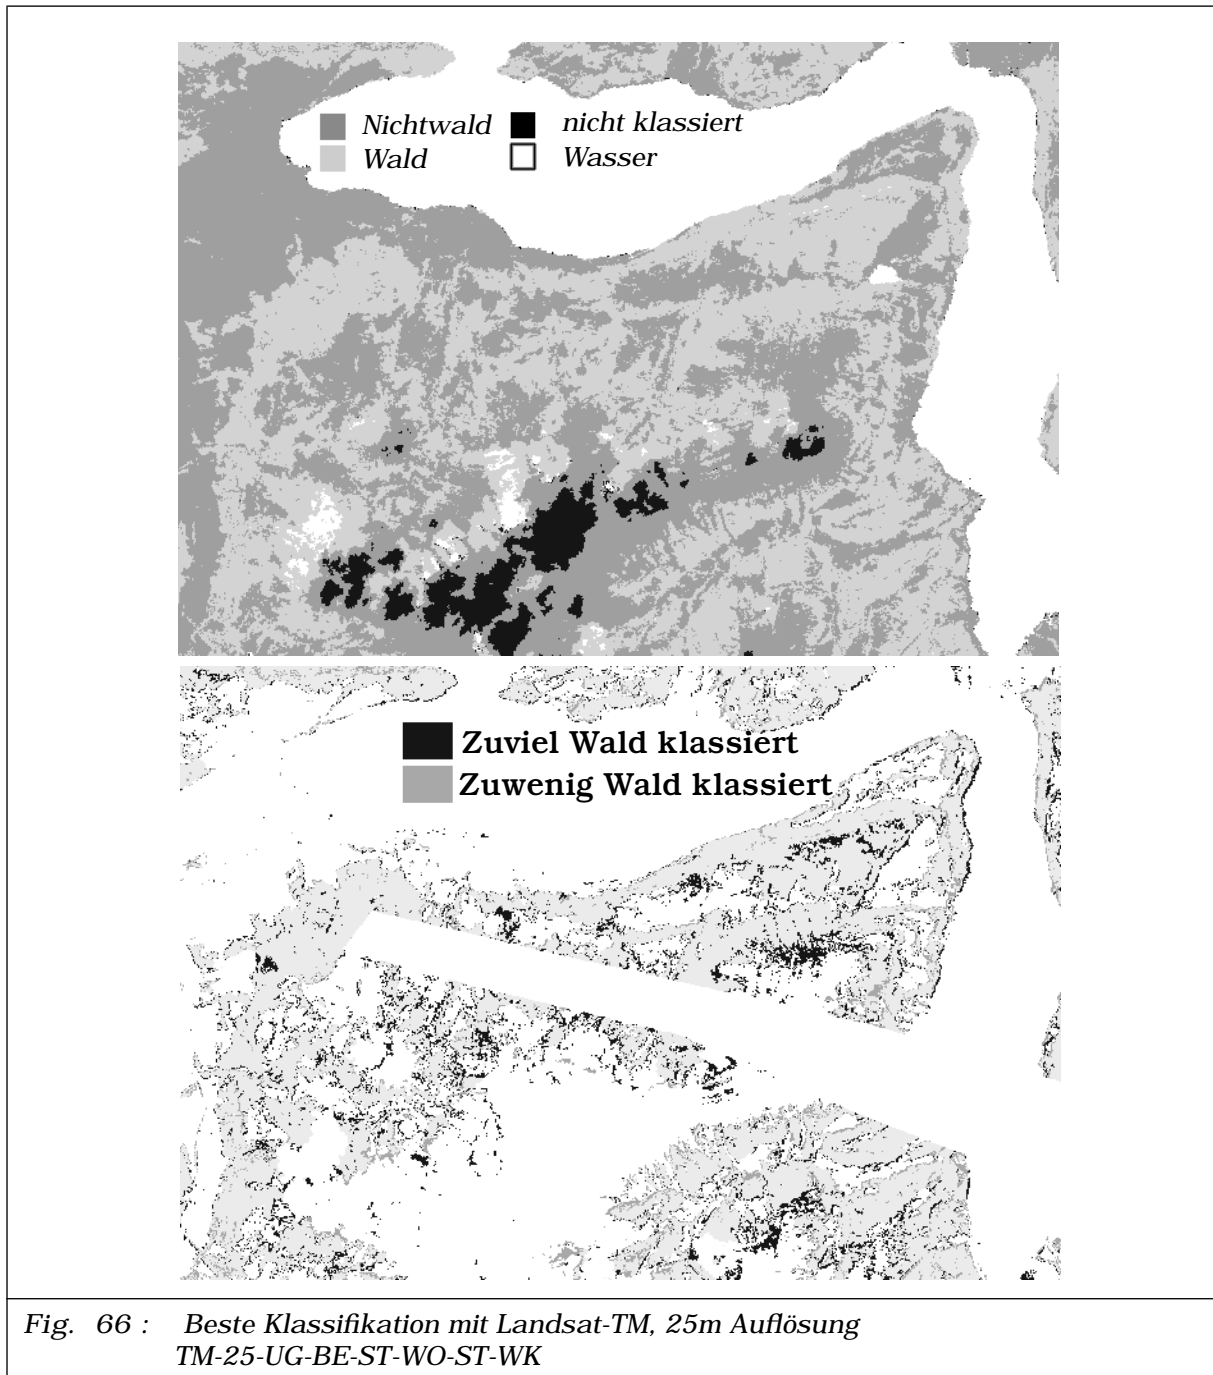 Nichtwald
nicht klassiert
Wald
Wasser
Zuviel Wald klassiert
Zuwenig Wald klassiert
Fig. 66 : Beste Klassifikation mit Landsat-TM, 25m Auflösung
TM-25-UG-BE-ST-WO-ST-WK